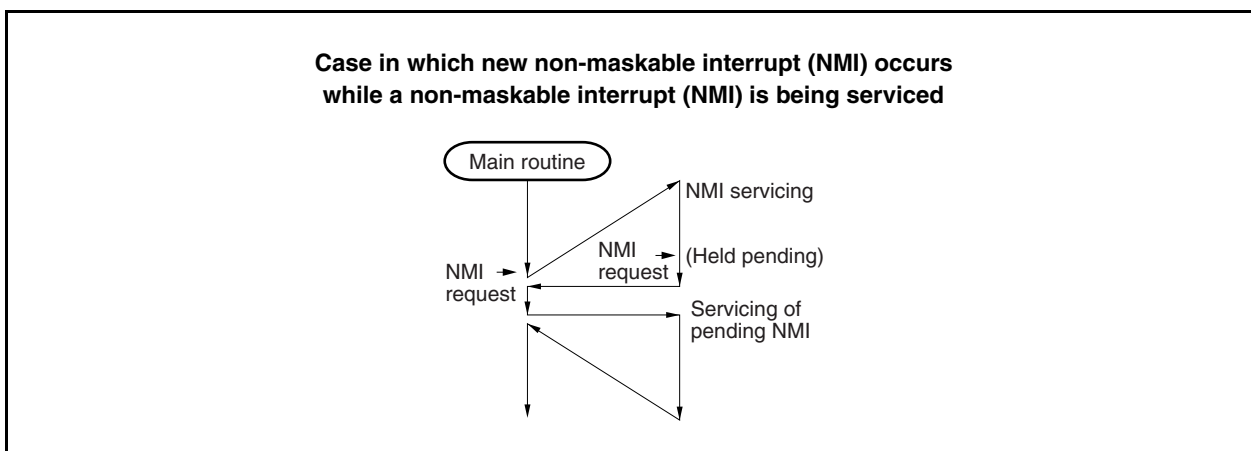 Case in which new non-maskable interrupt (NMI) occurs
while a non-maskable interrupt (NMI) is being serviced
Main routine
NMI servicing
NMI
request
(Held pending)
NMI
request
Servicing of
pending NMI